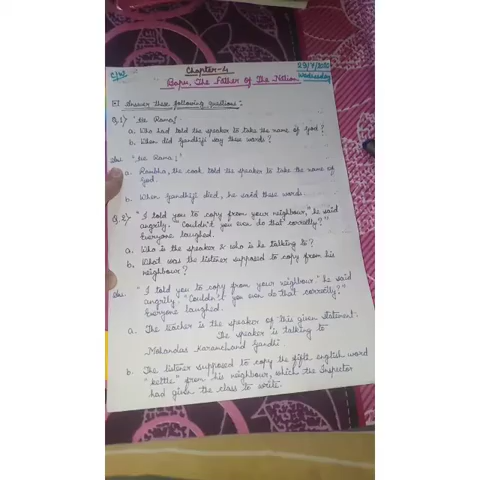 C/W
Chapter-4
29/7/2020
Wednesday
Bapu, The Father of The Nation
Answer these following questions:-
Q.1) "He Rama!
a. Who had told the speaker to take the name of God?
b. When did Gandhiji say these words?
Ans. "He Rama!"
a. Rambha, the cook told the speaker to take the name of
God.
b. When Gandhiji died, he said these words.
Q.2) "I told you to copy from your neighbour," he said
angrily. "Couldn't you even do that correctly?"
Everyone laughed.
a. Who is the speaker & who is he talking to?
b. What was the listener supposed to copy from his
neighbour?
Ans. "I told you to copy from your neighbour," he said
angrily. "Couldn't you even do that correctly?"
Everyone laughed.
a. The teacher is the speaker of this given statement.
The speaker is talking to
Mohandas Karamchand Gandhi.
b. The listener supposed to copy the fifth english word
"kettle" from his neighbour, which the Inspector
had given the class to write.